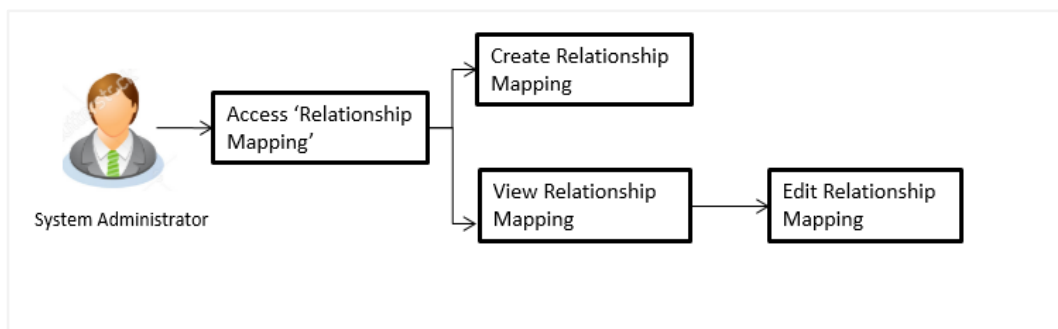 Create Relationship
Mapping
Access ‘Relationship
Mapping’
View Relationship
Mapping
Edit Relationship
Mapping
System Administrator